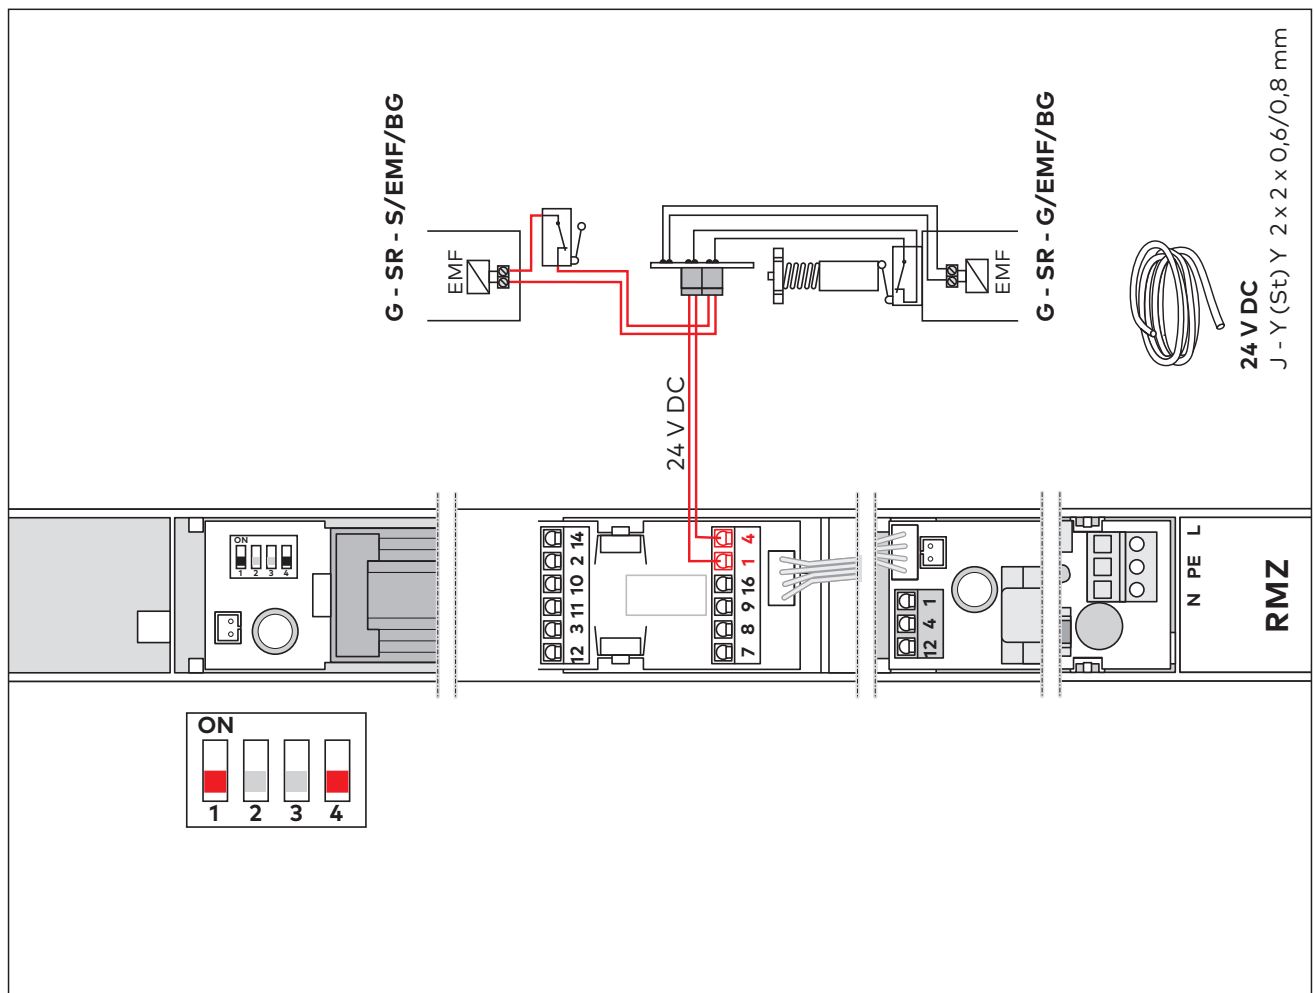 G - SR - S/EMF/BG
EMF
EMF
G - SR - G/EMF/BG
24 V DC
J - Y (St) Y 2 x 2 x 0,6/0,8 mm
24 V DC
ON
1 2 3 4
12 3 11 10 2 14
7 8 9 16 1 4
12 4 1
N PE L
RMZ
ON
1 2 3 4